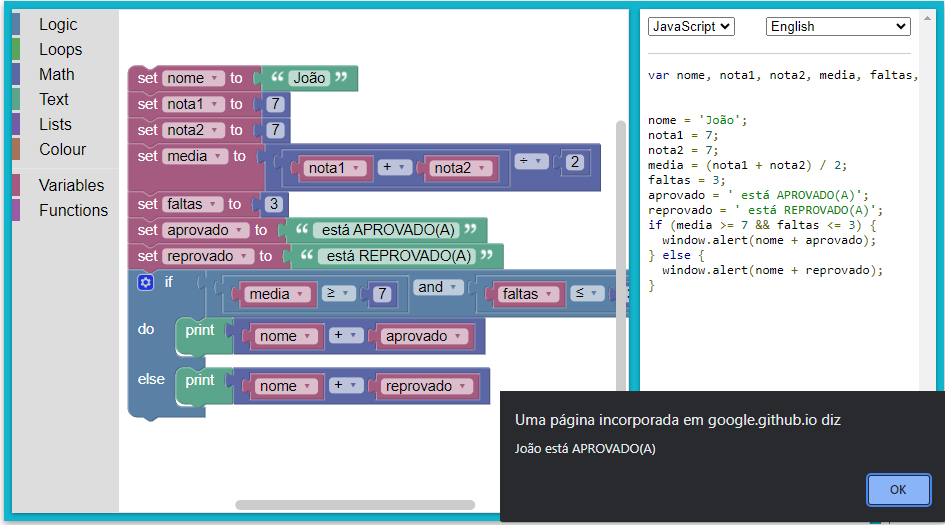 Logic
Loops
Math
Text
Lists
Colour
Variables
Functions
set nome to “ João ”
set nota1 to 7
set nota2 to 7
set media to nota1 + nota2 ÷ 2
set faltas to 3
set aprovado to “ está APROVADO(A) ”
set reprovado to “ está REPROVADO(A) ”
if media ≥ 7 and faltas ≤
do print nome + aprovado
else print nome + reprovado
JavaScript English
var nome, nota1, nota2, media, faltas,
nome = 'João';
nota1 = 7;
nota2 = 7;
media = (nota1 + nota2) / 2;
faltas = 3;
aprovado = ' está APROVADO(A)';
reprovado = ' está REPROVADO(A)';
if (media >= 7 && faltas <= 3) {
  window.alert(nome + aprovado);
} else {
  window.alert(nome + reprovado);
}
Uma página incorporada em google.github.io diz
João está APROVADO(A)
OK